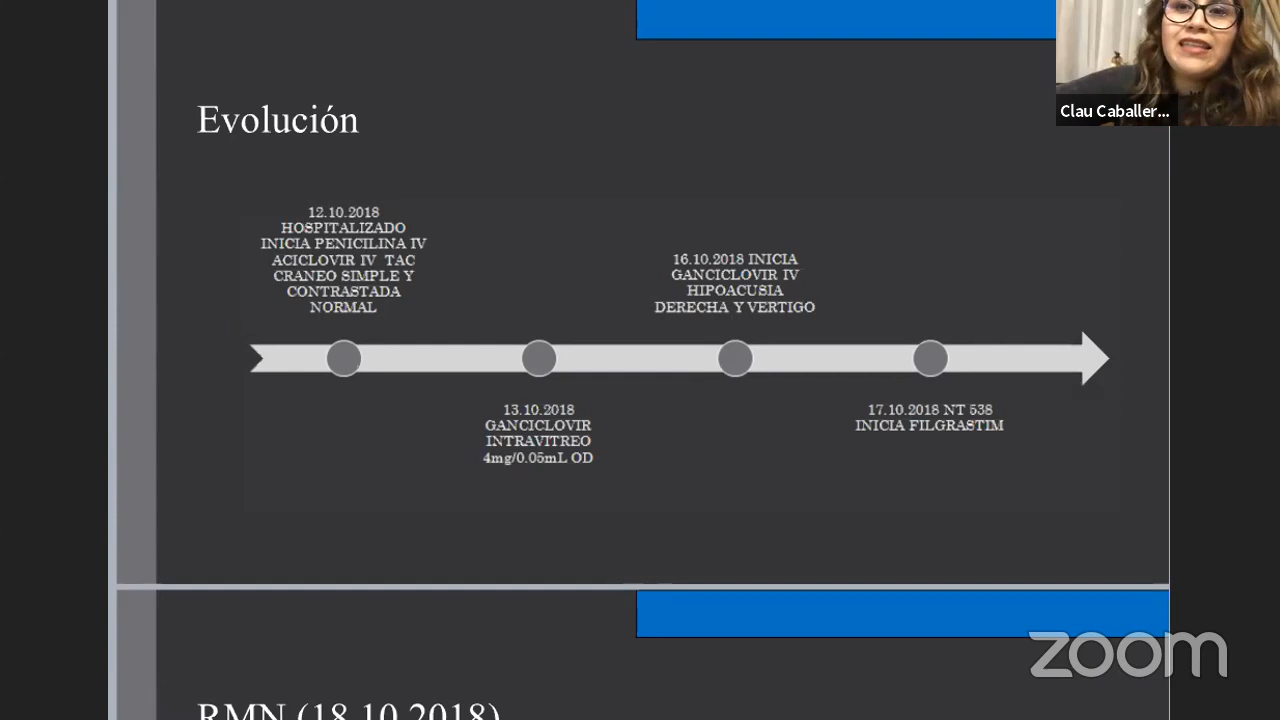 Clau Caballer...
Evolución
12.10.2018
HOSPITALIZADO
INICIA PENICILINA IV
ACICLOVIR IV TAC
CRANEO SIMPLE Y
CONTRASTADA
NORMAL
13.10.2018
GANCICLOVIR
INTRAVITREO
4mg/0.05mL OD
16.10.2018 INICIA
GANCICLOVIR IV
HIPOACUSIA
DERECHA Y VERTIGO
17.10.2018 NT 538
INICIA FILGRASTIM
RMN (18.10.2018)
zoom